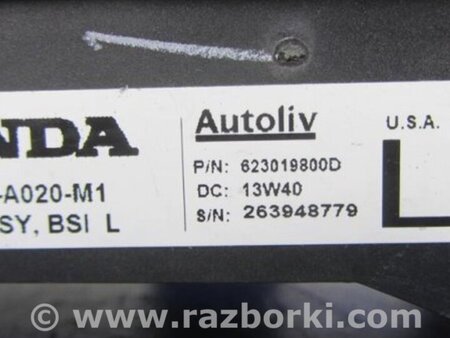 NDA
-A020-M1
SY, BSI L
Autoliv
P/N: 623019800D
DC: 13W40
S/N: 263948779
U.S.A.
L
© www.razborki.com